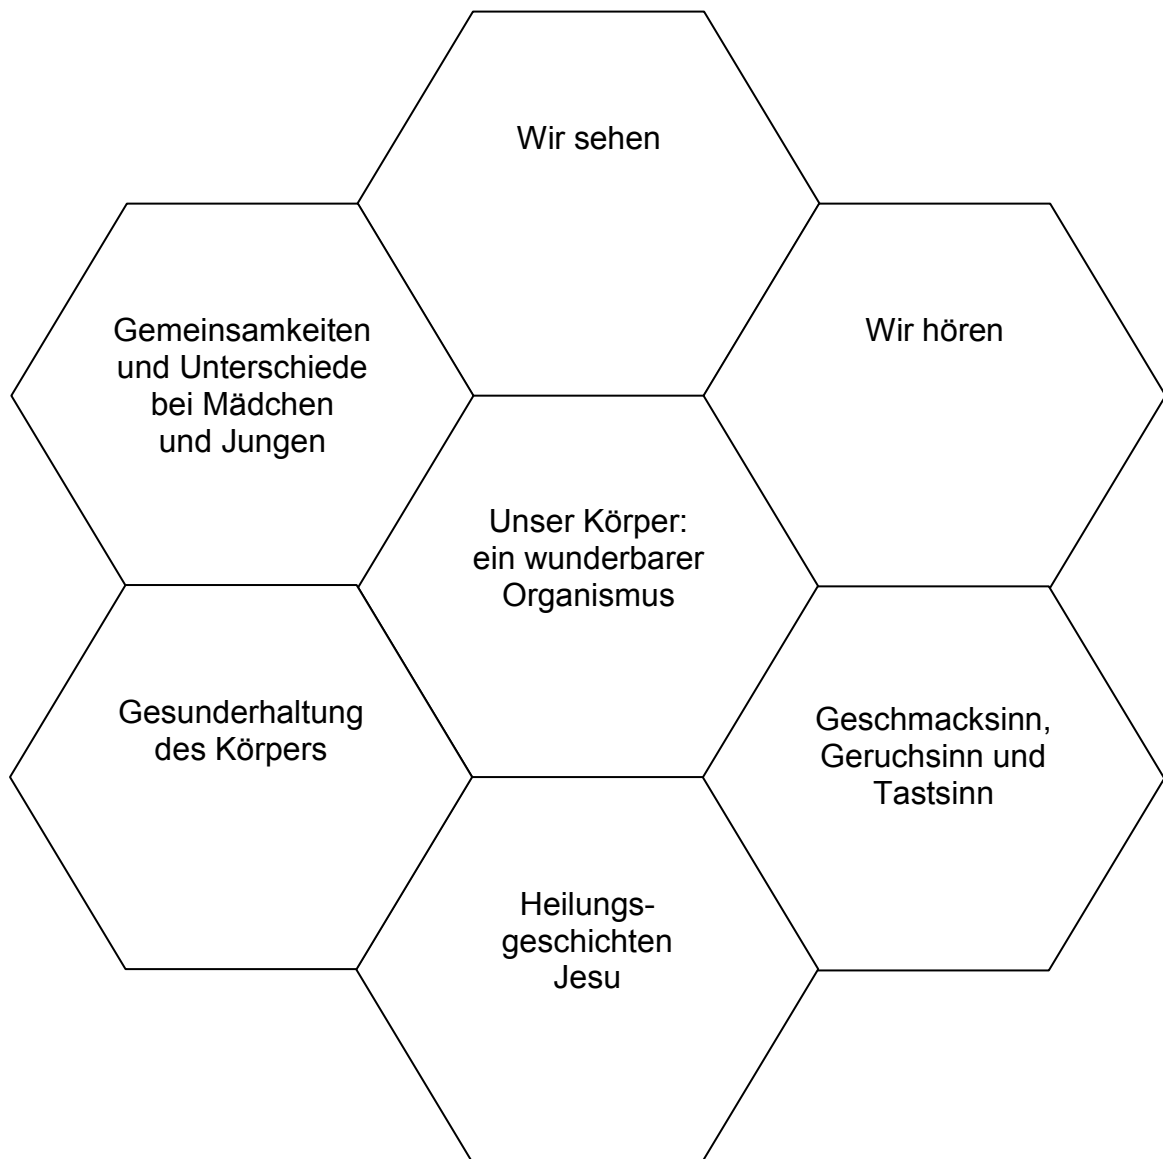 Wir sehen
Gemeinsamkeiten
und Unterschiede
bei Mädchen
und Jungen
Wir hören
Unser Körper:
ein wunderbarer
Organismus
Gesunderhaltung
des Körpers
Geschmacksinn,
Geruchsinn und
Tastsinn
Heilungs-
geschichten
Jesu